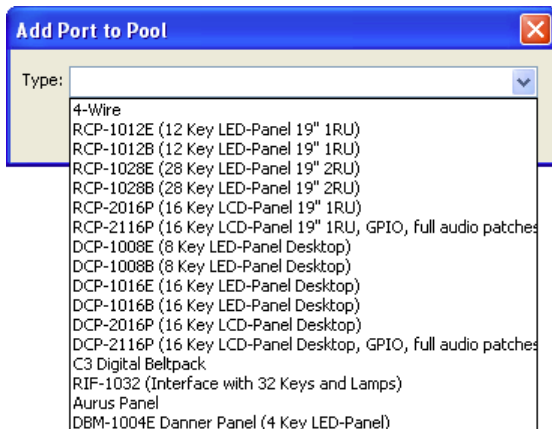 Add Port to Pool
Type:
4-Wire
RCP-1012E (12 Key LED-Panel 19" 1RU)
RCP-1012B (12 Key LED-Panel 19" 1RU)
RCP-1028E (28 Key LED-Panel 19" 2RU)
RCP-1028B (28 Key LED-Panel 19" 2RU)
RCP-2016P (16 Key LCD-Panel 19" 1RU)
RCP-2116P (16 Key LCD-Panel 19" 1RU, GPIO, full audio patches
DCP-1008E (8 Key LED-Panel Desktop)
DCP-1008B (8 Key LED-Panel Desktop)
DCP-1016E (16 Key LED-Panel Desktop)
DCP-1016B (16 Key LED-Panel Desktop)
DCP-2016P (16 Key LCD-Panel Desktop)
DCP-2116P (16 Key LCD-Panel Desktop, GPIO, full audio patches
C3 Digital Beltpack
RIF-1032 (Interface with 32 Keys and Lamps)
Aurus Panel
DBM-1004E Danner Panel (4 Key LED-Panel)